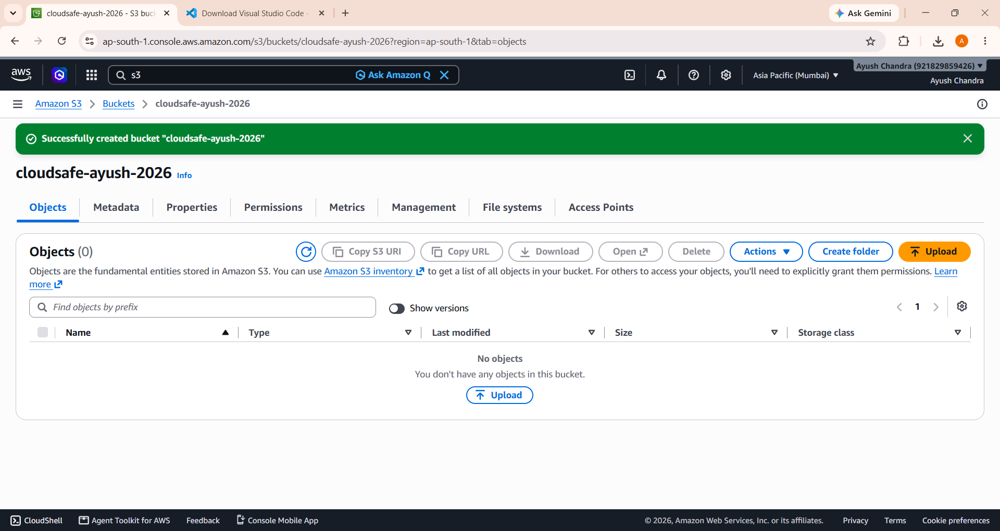 cloudsafe-ayush-2026 - S3 buc
Download Visual Studio Code -
Ask Gemini
ap-south-1.console.aws.amazon.com/s3/buckets/cloudsafe-ayush-2026?region=ap-south-1&tab=objects
A
aws
s3
Ask Amazon Q
Asia Pacific (Mumbai)
Ayush Chandra (921829859426)
Ayush Chandra
Amazon S3
Buckets
cloudsafe-ayush-2026
Successfully created bucket "cloudsafe-ayush-2026"
cloudsafe-ayush-2026 Info
Objects
Metadata
Properties
Permissions
Metrics
Management
File systems
Access Points
Objects (0)
Copy S3 URI
Copy URL
Download
Open
Delete
Actions
Create folder
Upload
Objects are the fundamental entities stored in Amazon S3. You can use Amazon S3 inventory to get a list of all objects in your bucket. For others to access your objects, you'll need to explicitly grant them permissions. Learn
more
Find objects by prefix
Show versions
1
Name
Type
Last modified
Size
Storage class
No objects
You don't have any objects in this bucket.
Upload
CloudShell
Agent Toolkit for AWS
Feedback
Console Mobile App
© 2026, Amazon Web Services, Inc. or its affiliates.
Privacy
Terms
Cookie preferences